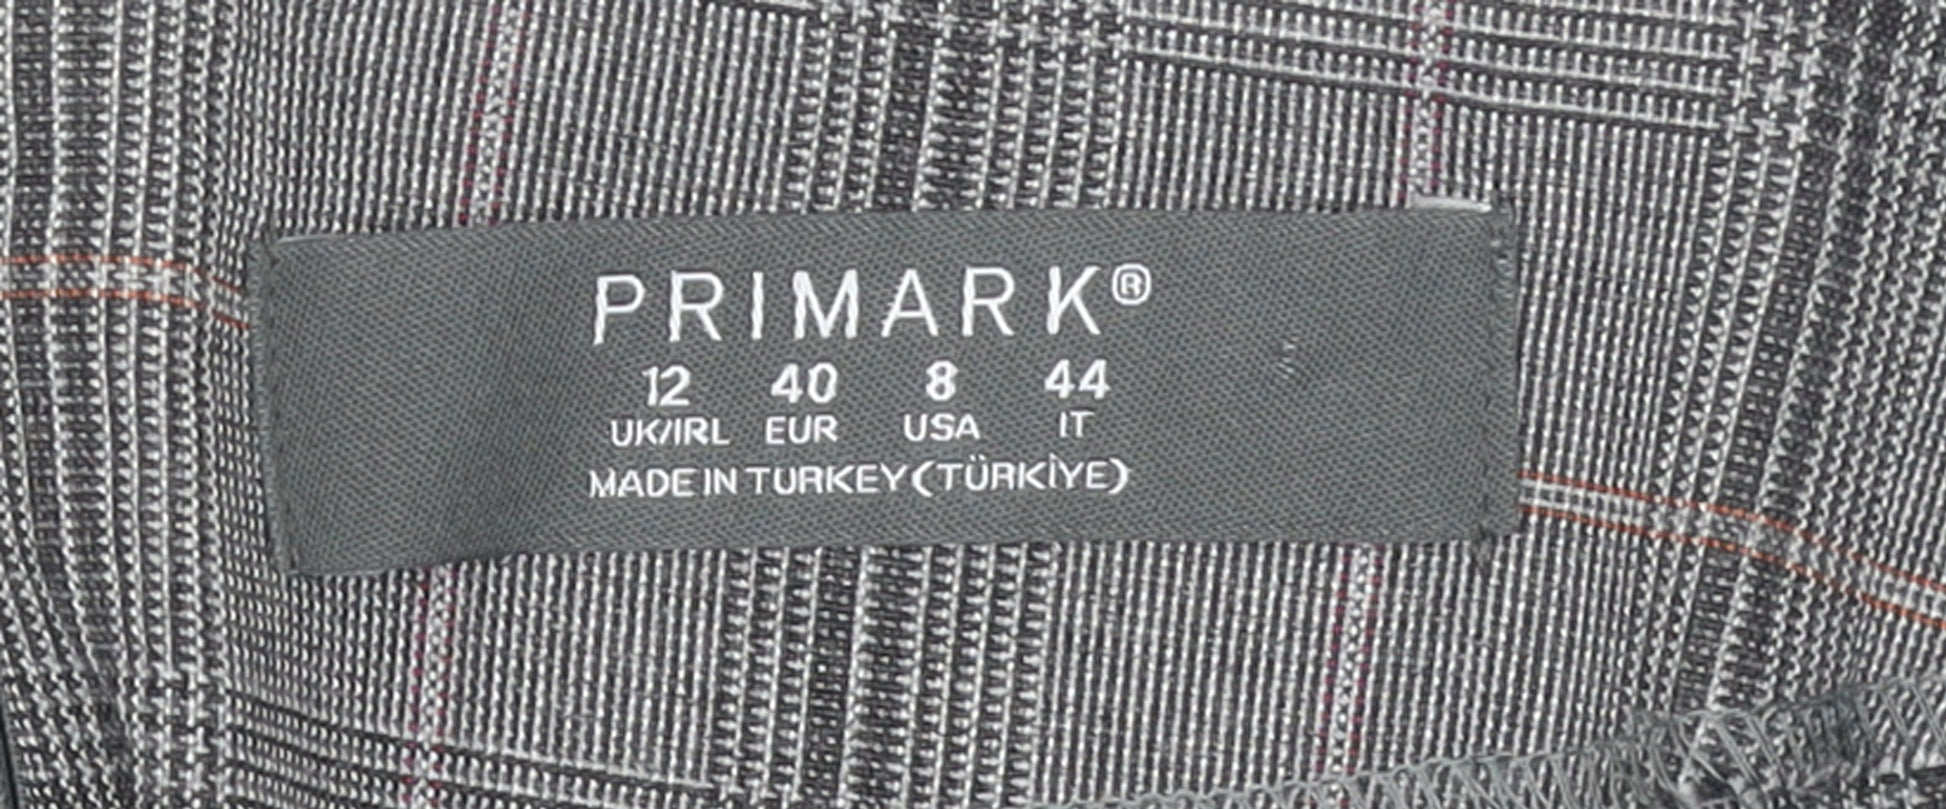 PRIMARK®
12 40 8 44
UK/IRL EUR USA IT
MADE IN TURKEY (TÜRKİYE)